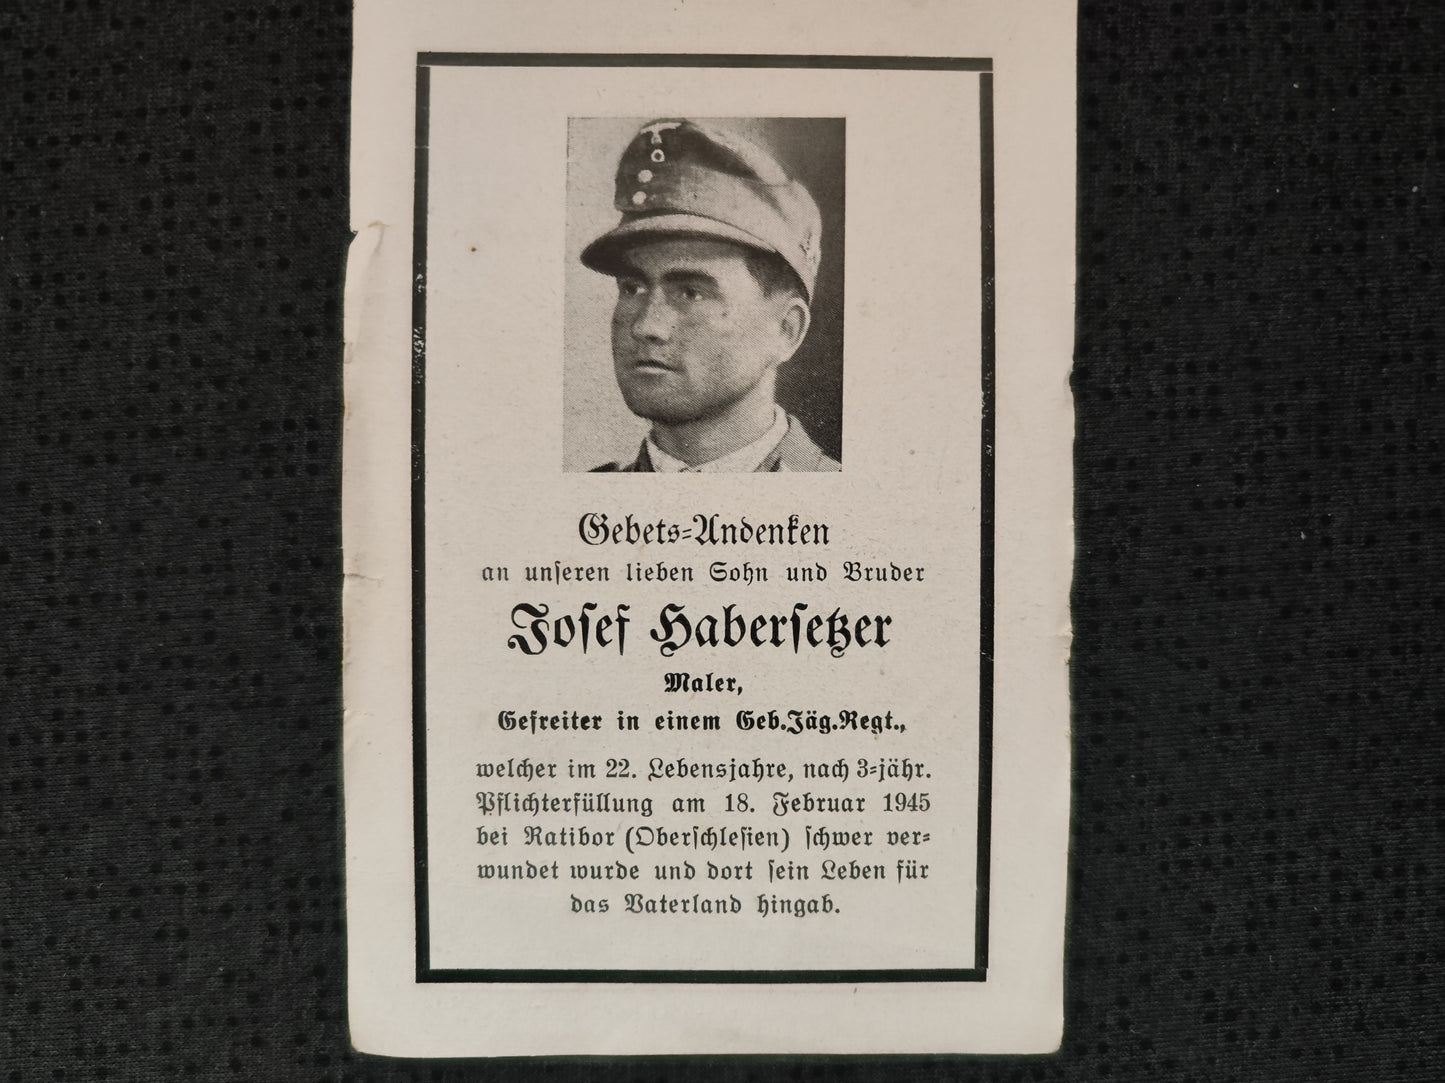 Gebets-Andenken
an unseren lieben Sohn und Bruder
Josef Habersetzer
Maler,
Gefreiter in einem Geb.Jäg.Regt.,
welcher im 22. Lebensjahre, nach 3-jähr.
Pflichterfüllung am 18. Februar 1945
bei Ratibor (Oberschlesien) schwer ver-
wundet wurde und dort sein Leben für
das Vaterland hingab.